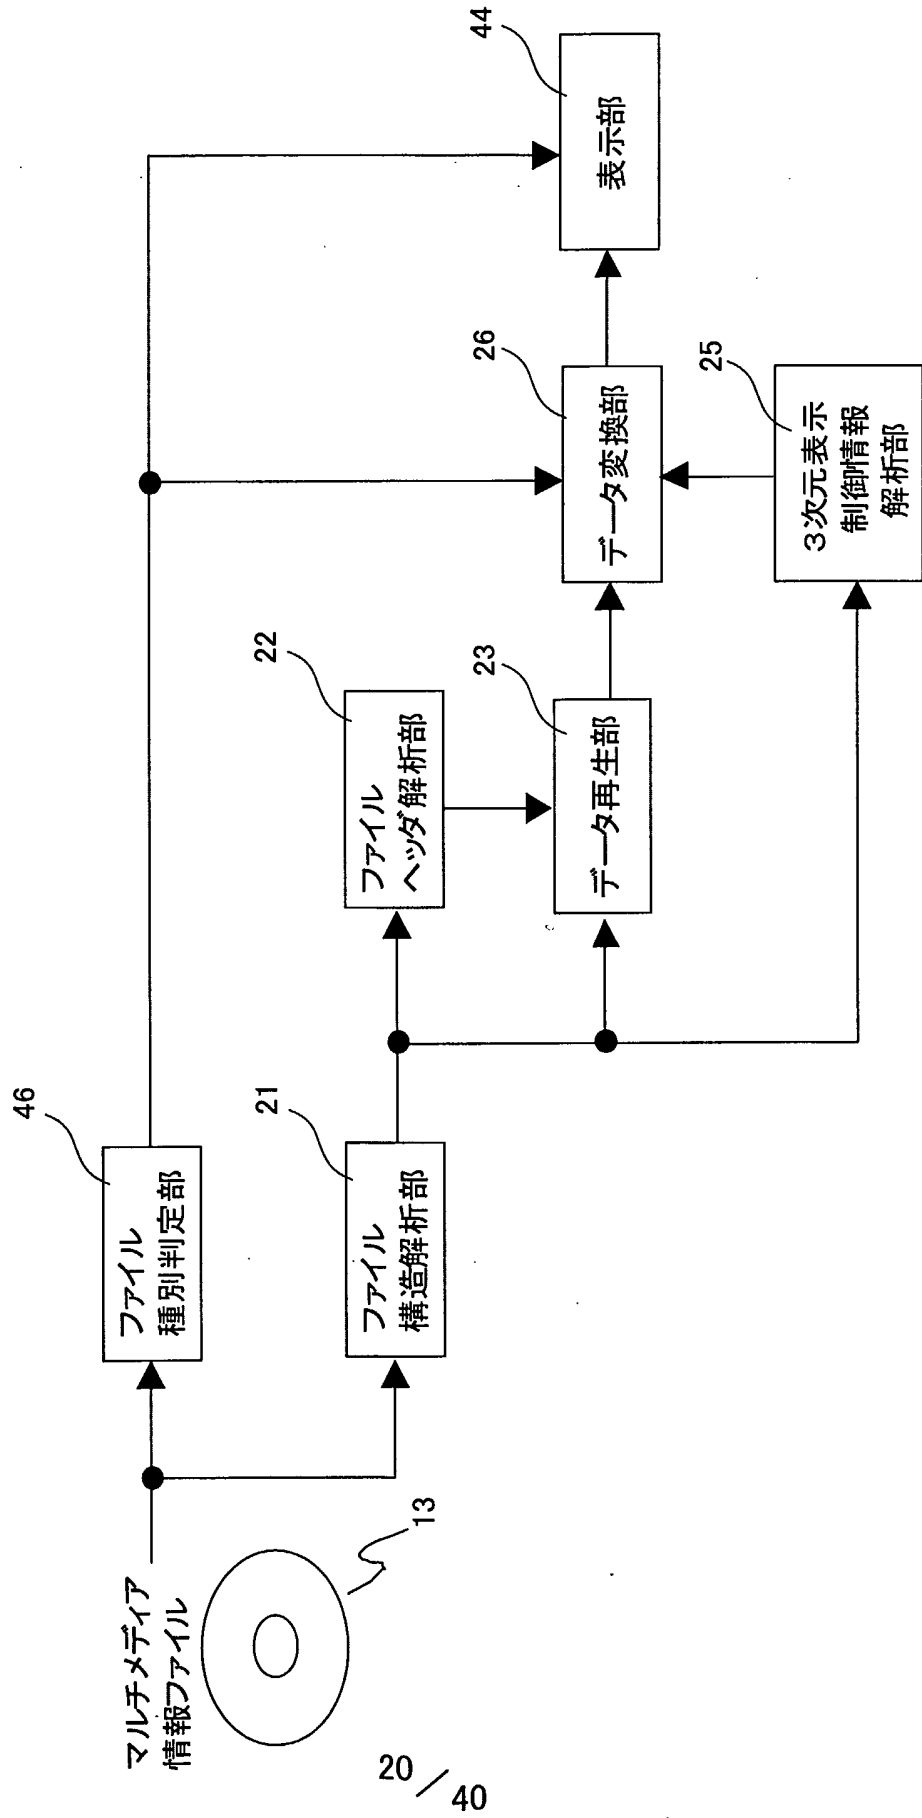 マルチメディア
情報ファイル
13
ファイル
種別判定部
46
ファイル
構造解析部
21
ファイル
ヘッダ解析部
22
データ再生部
23
データ変換部
26
3次元表示
制御情報
解析部
25
表示部
44
20/40